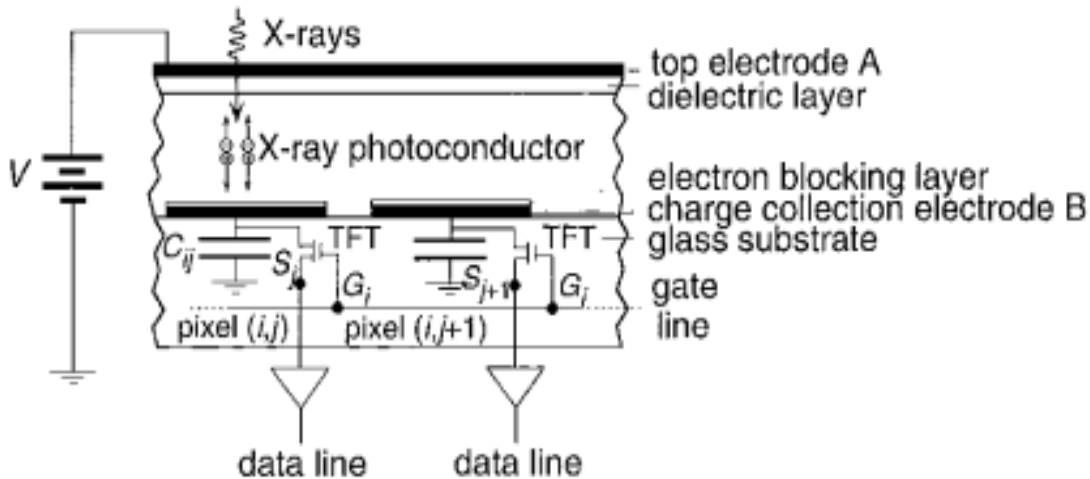 X-rays
top electrode A
dielectric layer
X-ray photoconductor
V
electron blocking layer
charge collection electrode B
glass substrate
TFT
TFT
C_ij
S_j
G_i
S_j+1
G_i
gate
line
pixel (i,j)
pixel (i,j+1)
data line
data line